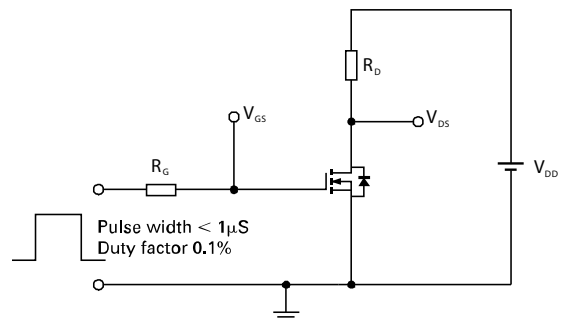 R_D
V_GS
V_DS
R_G
V_DD
Pulse width < 1µS
Duty factor 0.1%